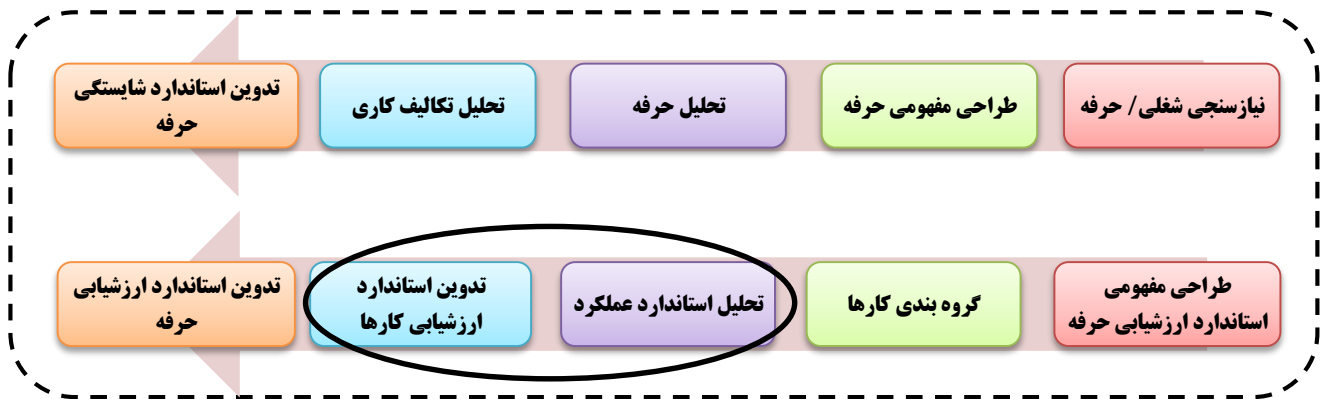 نیازسنجی شغلی/ حرفه
طراحی مفهومی حرفه
تحلیل حرفه
تحلیل تکالیف کاری
تدوین استاندارد شایستگی
حرفه
طراحی مفهومی
استاندارد ارزشیابی حرفه
گروه بندی کارها
تحلیل استاندارد عملکرد
تدوین استاندارد
ارزشیابی کارها
تدوین استاندارد ارزشیابی
حرفه